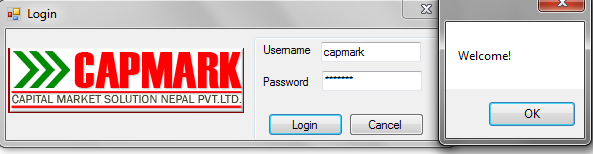 Login
CAPMARK
CAPITAL MARKET SOLUTION NEPAL PVT.LTD.
Username capmark
Password *******
Login Cancel
Welcome!
OK